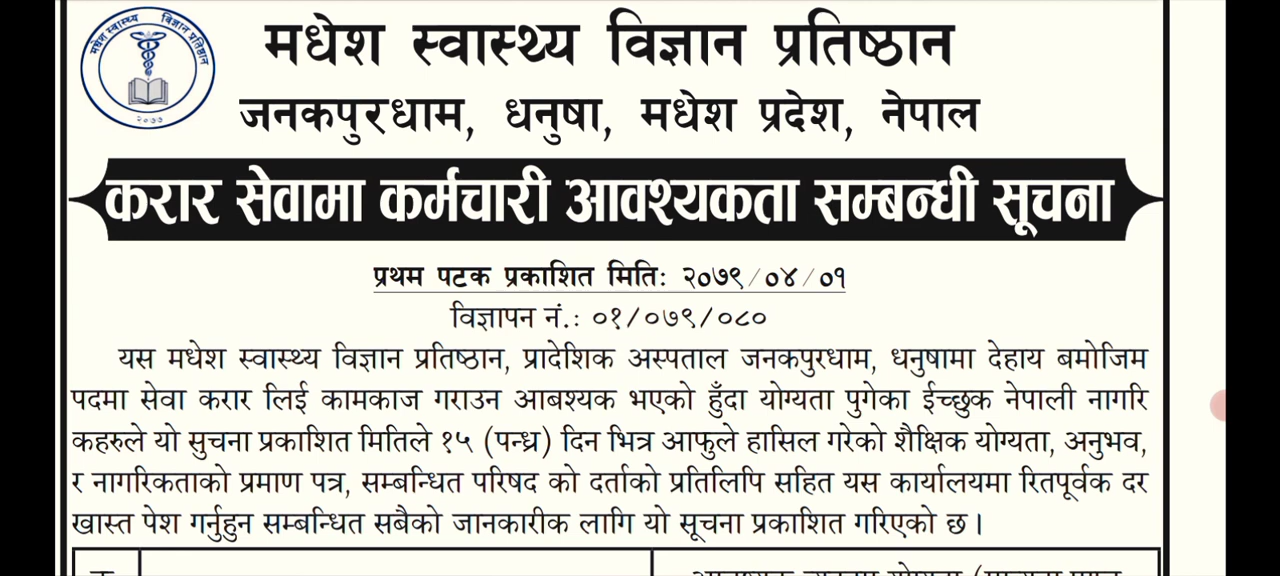 मधेश स्वास्थ्य विज्ञान प्रतिष्ठान
२०७७
मधेश स्वास्थ्य विज्ञान प्रतिष्ठान
जनकपुरधाम, धनुषा, मधेश प्रदेश, नेपाल
करार सेवामा कर्मचारी आवश्यकता सम्बन्धी सूचना
प्रथम पटक प्रकाशित मितिः २०७९/०४/०१
विज्ञापन नं.: ०१/०७९/०८०
यस मधेश स्वास्थ्य विज्ञान प्रतिष्ठान, प्रादेशिक अस्पताल जनकपुरधाम, धनुषामा देहाय बमोजिम
पदमा सेवा करार लिई कामकाज गराउन आबश्यक भएको हुँदा योग्यता पुगेका ईच्छुक नेपाली नागरि
कहरुले यो सुचना प्रकाशित मितिले १५ (पन्ध्र) दिन भित्र आफुले हासिल गरेको शैक्षिक योग्यता, अनुभव,
र नागरिकताको प्रमाण पत्र, सम्बन्धित परिषद को दर्ताको प्रतिलिपि सहित यस कार्यालयमा रितपूर्वक दर
खास्त पेश गर्नुहुन सम्बन्धित सबैको जानकारीक लागि यो सूचना प्रकाशित गरिएको छ।